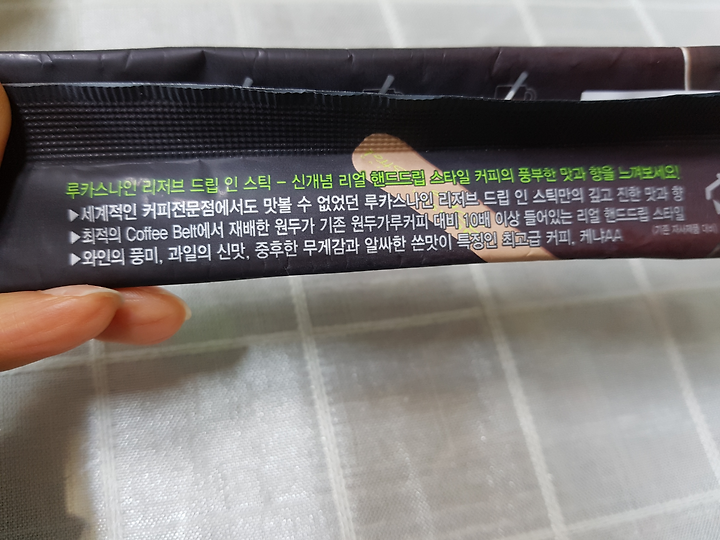 루카스나인 리저브 드립 인 스틱 - 신개념 리얼 핸드드립 스타일 커피의 풍부한 맛과 향을 느껴보세요!
▶세계적인 커피전문점에서도 맛볼 수 없었던 루카스나인 리저브 드립 인 스틱만의 깊고 진한 맛과 향
▶최적의 Coffee Belt에서 재배한 원두가 기존 원두가루커피 대비 10배 이상 들어있는 리얼 핸드드립 스타일
(기존 자사제품 대비)
▶와인의 풍미, 과일의 신맛, 중후한 무게감과 알싸한 쓴맛이 특징인 최고급 커피, 케냐AA